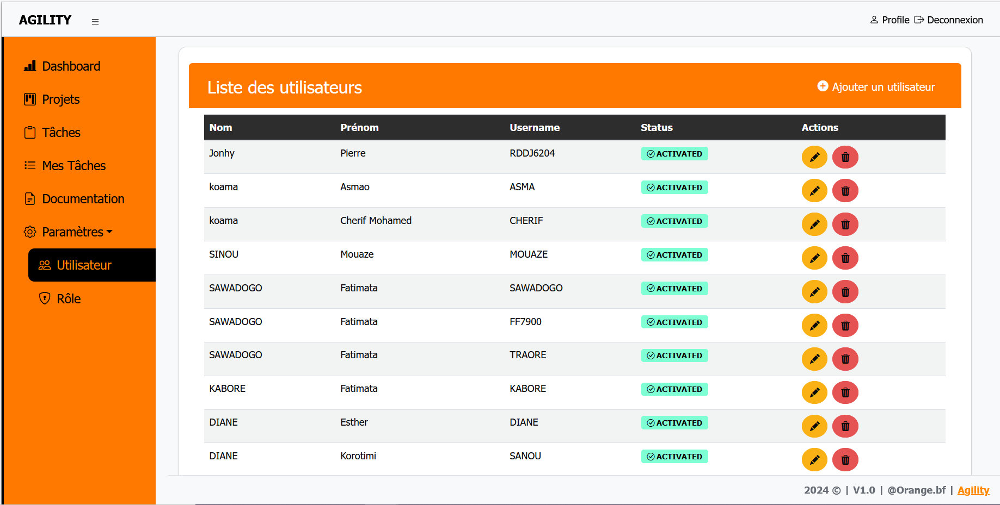 AGILITY
Profile Deconnexion
Dashboard
Projets
Tâches
Mes Tâches
Documentation
Paramètres
Utilisateur
Rôle
Liste des utilisateurs
Ajouter un utilisateur
Nom Prénom Username Status Actions
Jonhy Pierre RDDJ6204 ACTIVATED
koama Asmao ASMA ACTIVATED
koama Cherif Mohamed CHERIF ACTIVATED
SINOU Mouaze MOUAZE ACTIVATED
SAWADOGO Fatimata SAWADOGO ACTIVATED
SAWADOGO Fatimata FF7900 ACTIVATED
SAWADOGO Fatimata TRAORE ACTIVATED
KABORE Fatimata KABORE ACTIVATED
DIANE Esther DIANE ACTIVATED
DIANE Korotimi SANOU ACTIVATED
2024 © | V1.0 | @Orange.bf | Agility